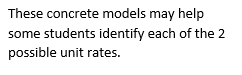 These concrete models may help
some students identify each of the 2
possible unit rates.